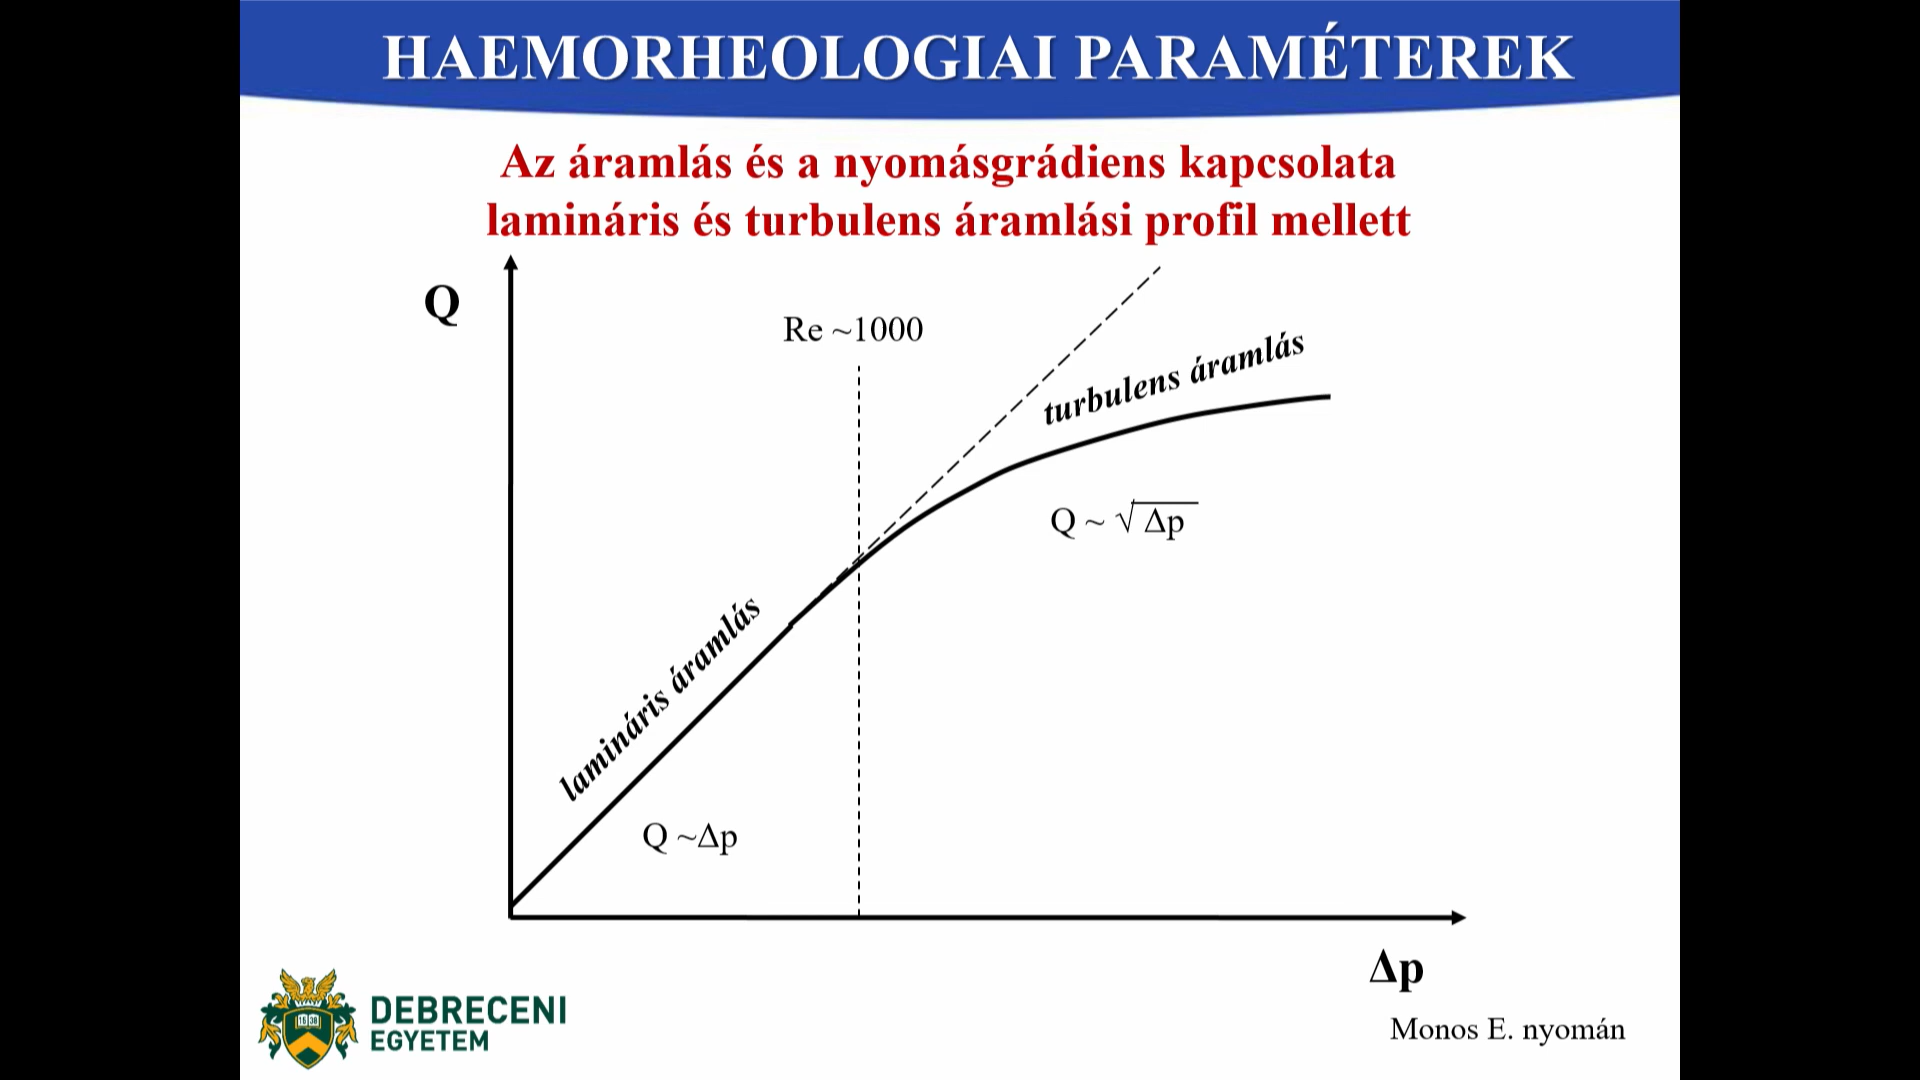 HAEMORHEOLOGIAI PARAMÉTEREK
Az áramlás és a nyomásgrádiens kapcsolata
lamináris és turbulens áramlási profil mellett
Q
Re ~1000
turbulens áramlás
Q ~ √Δp
lamináris áramlás
Q ~Δp
Δp
1538
DEBRECENI
EGYETEM
Monos E. nyomán